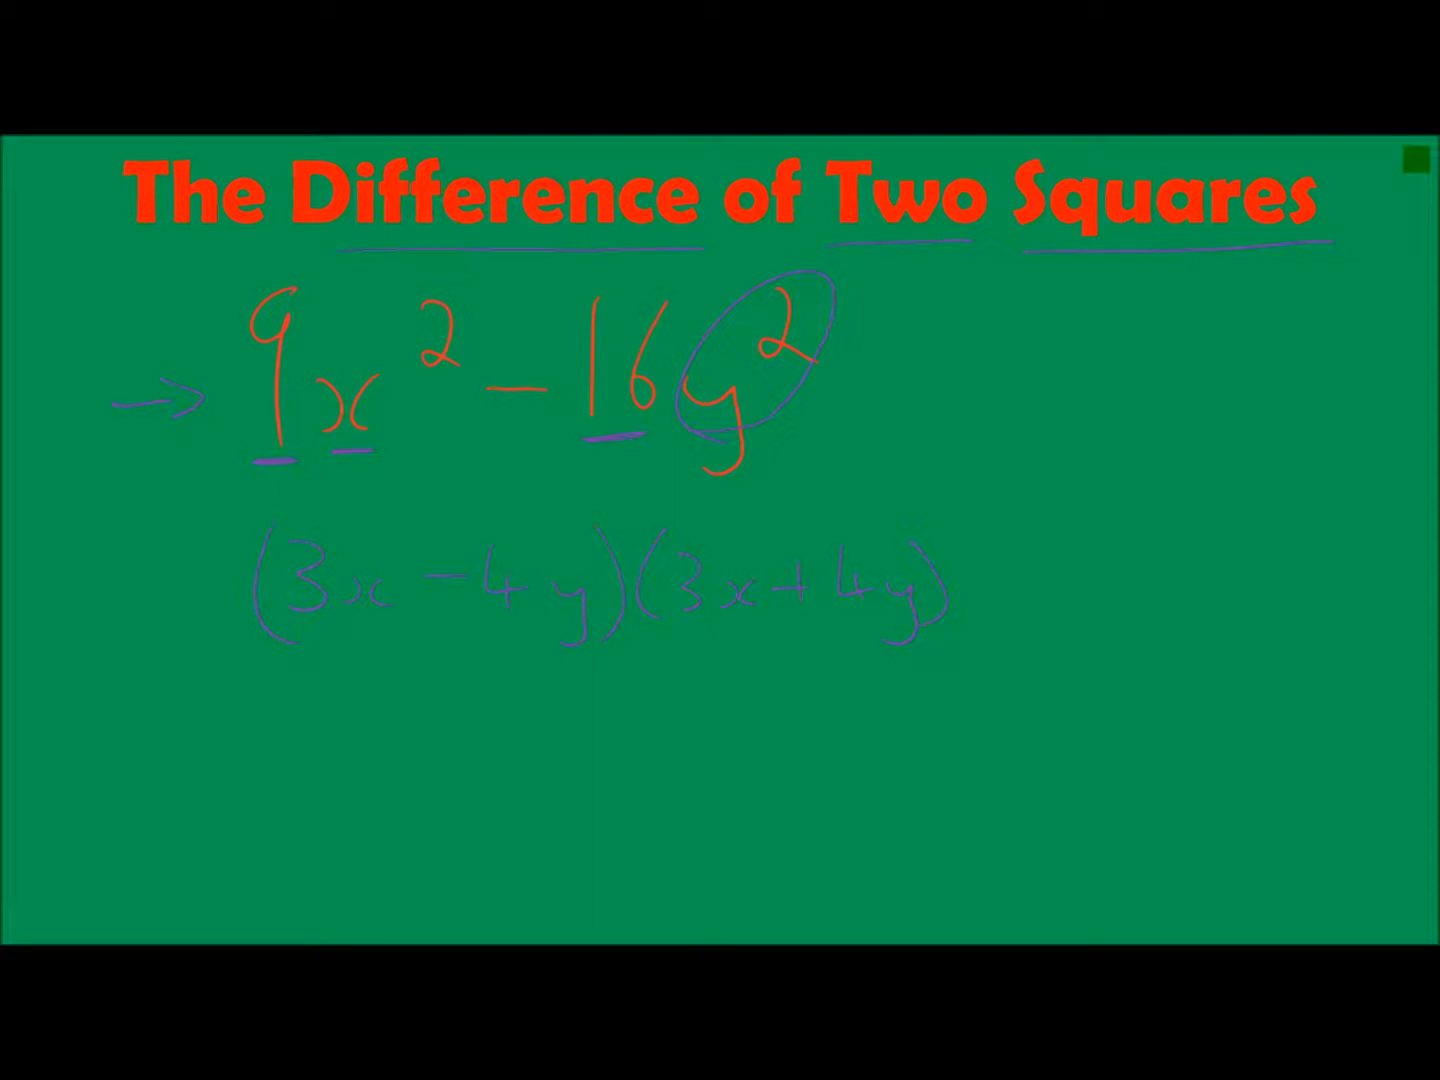 The Difference of Two Squares
9x² - 16y²
(3x - 4y)(3x + 4y)